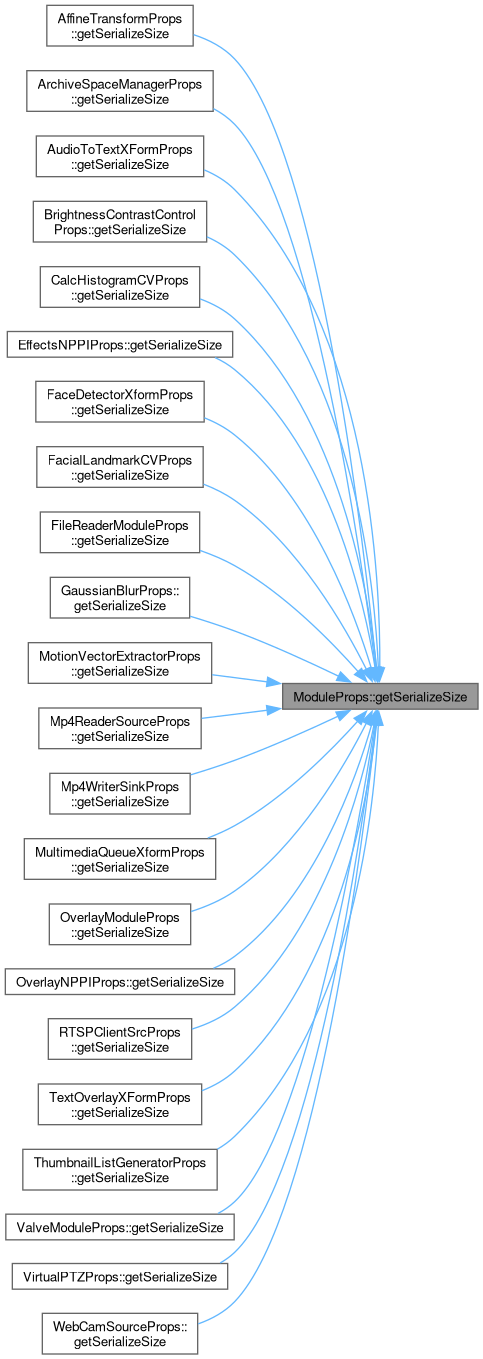 AffineTransformProps
::getSerializeSize
ArchiveSpaceManagerProps
::getSerializeSize
AudioToTextXFormProps
::getSerializeSize
BrightnessContrastControl
Props::getSerializeSize
CalcHistogramCVProps
::getSerializeSize
EffectsNPPIProps::getSerializeSize
FaceDetectorXformProps
::getSerializeSize
FacialLandmarkCVProps
::getSerializeSize
FileReaderModuleProps
::getSerializeSize
GaussianBlurProps::
getSerializeSize
MotionVectorExtractorProps
::getSerializeSize
ModuleProps::getSerializeSize
Mp4ReaderSourceProps
::getSerializeSize
Mp4WriterSinkProps
::getSerializeSize
MultimediaQueueXformProps
::getSerializeSize
OverlayModuleProps
::getSerializeSize
OverlayNPPIProps::getSerializeSize
RTSPClientSrcProps
::getSerializeSize
TextOverlayXFormProps
::getSerializeSize
ThumbnailListGeneratorProps
::getSerializeSize
ValveModuleProps::getSerializeSize
VirtualPTZProps::getSerializeSize
WebCamSourceProps::
getSerializeSize